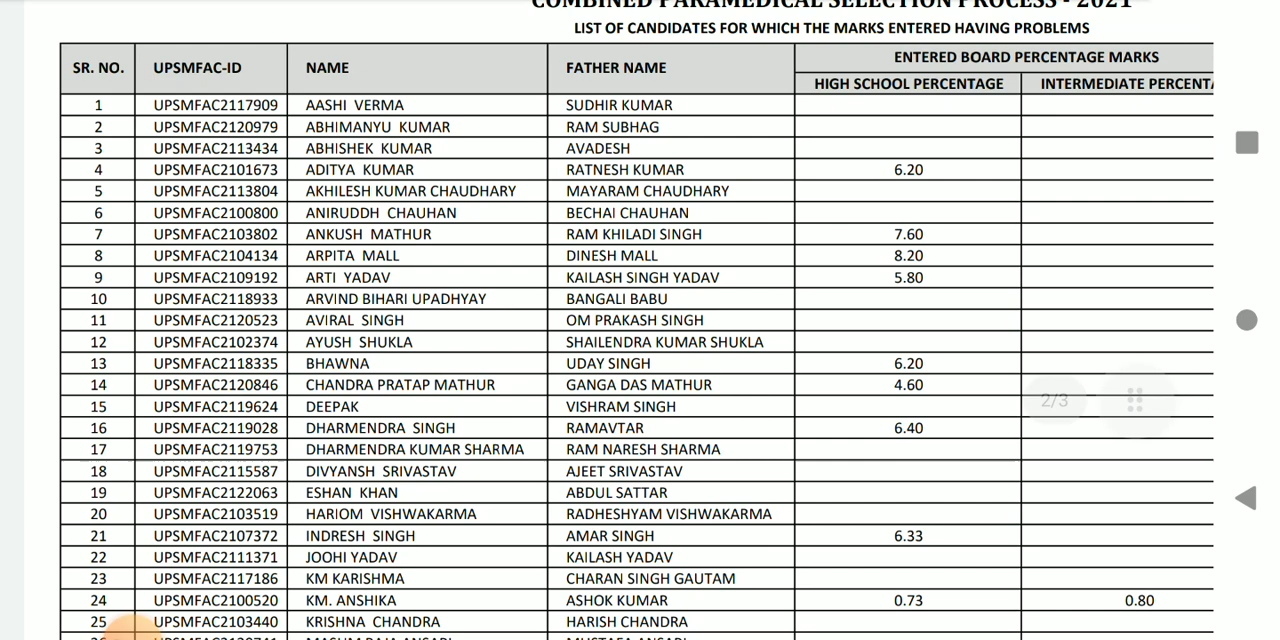 COMBINED PARAMEDICAL SELECTION PROCESS - 2021
LIST OF CANDIDATES FOR WHICH THE MARKS ENTERED HAVING PROBLEMS
SR. NO. UPSMFAC-ID NAME FATHER NAME ENTERED BOARD PERCENTAGE MARKS
HIGH SCHOOL PERCENTAGE INTERMEDIATE PERCENTA
1 UPSMFAC2117909 AASHI VERMA SUDHIR KUMAR
2 UPSMFAC2120979 ABHIMANYU KUMAR RAM SUBHAG
3 UPSMFAC2113434 ABHISHEK KUMAR AVADESH
4 UPSMFAC2101673 ADITYA KUMAR RATNESH KUMAR 6.20
5 UPSMFAC2113804 AKHILESH KUMAR CHAUDHARY MAYARAM CHAUDHARY
6 UPSMFAC2100800 ANIRUDDH CHAUHAN BECHAI CHAUHAN
7 UPSMFAC2103802 ANKUSH MATHUR RAM KHILADI SINGH 7.60
8 UPSMFAC2104134 ARPITA MALL DINESH MALL 8.20
9 UPSMFAC2109192 ARTI YADAV KAILASH SINGH YADAV 5.80
10 UPSMFAC2118933 ARVIND BIHARI UPADHYAY BANGALI BABU
11 UPSMFAC2120523 AVIRAL SINGH OM PRAKASH SINGH
12 UPSMFAC2102374 AYUSH SHUKLA SHAILENDRA KUMAR SHUKLA
13 UPSMFAC2118335 BHAWNA UDAY SINGH 6.20
14 UPSMFAC2120846 CHANDRA PRATAP MATHUR GANGA DAS MATHUR 4.60
2/3
15 UPSMFAC2119624 DEEPAK VISHRAM SINGH
16 UPSMFAC2119028 DHARMENDRA SINGH RAMAVTAR 6.40
17 UPSMFAC2119753 DHARMENDRA KUMAR SHARMA RAM NARESH SHARMA
18 UPSMFAC2115587 DIVYANSH SRIVASTAV AJEET SRIVASTAV
19 UPSMFAC2122063 ESHAN KHAN ABDUL SATTAR
20 UPSMFAC2103519 HARIOM VISHWAKARMA RADHESHYAM VISHWAKARMA
21 UPSMFAC2107372 INDRESH SINGH AMAR SINGH 6.33
22 UPSMFAC2111371 JOOHI YADAV KAILASH YADAV
23 UPSMFAC2117186 KM KARISHMA CHARAN SINGH GAUTAM
24 UPSMFAC2100520 KM. ANSHIKA ASHOK KUMAR 0.73 0.80
25 UPSMFAC2103440 KRISHNA CHANDRA HARISH CHANDRA